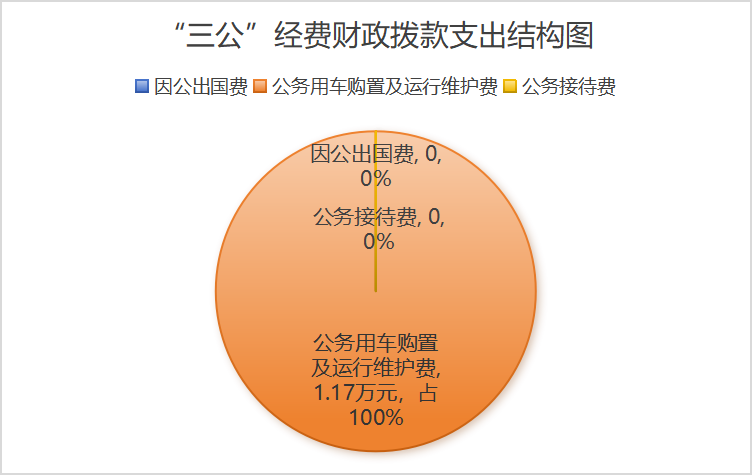 “三公”经费财政拨款支出结构图
因公出国费 公务用车购置及运行维护费 公务接待费
因公出国费, 0,
0%
公务接待费, 0,
0%
公务用车购置
及运行维护费,
1.17万元，占
100%